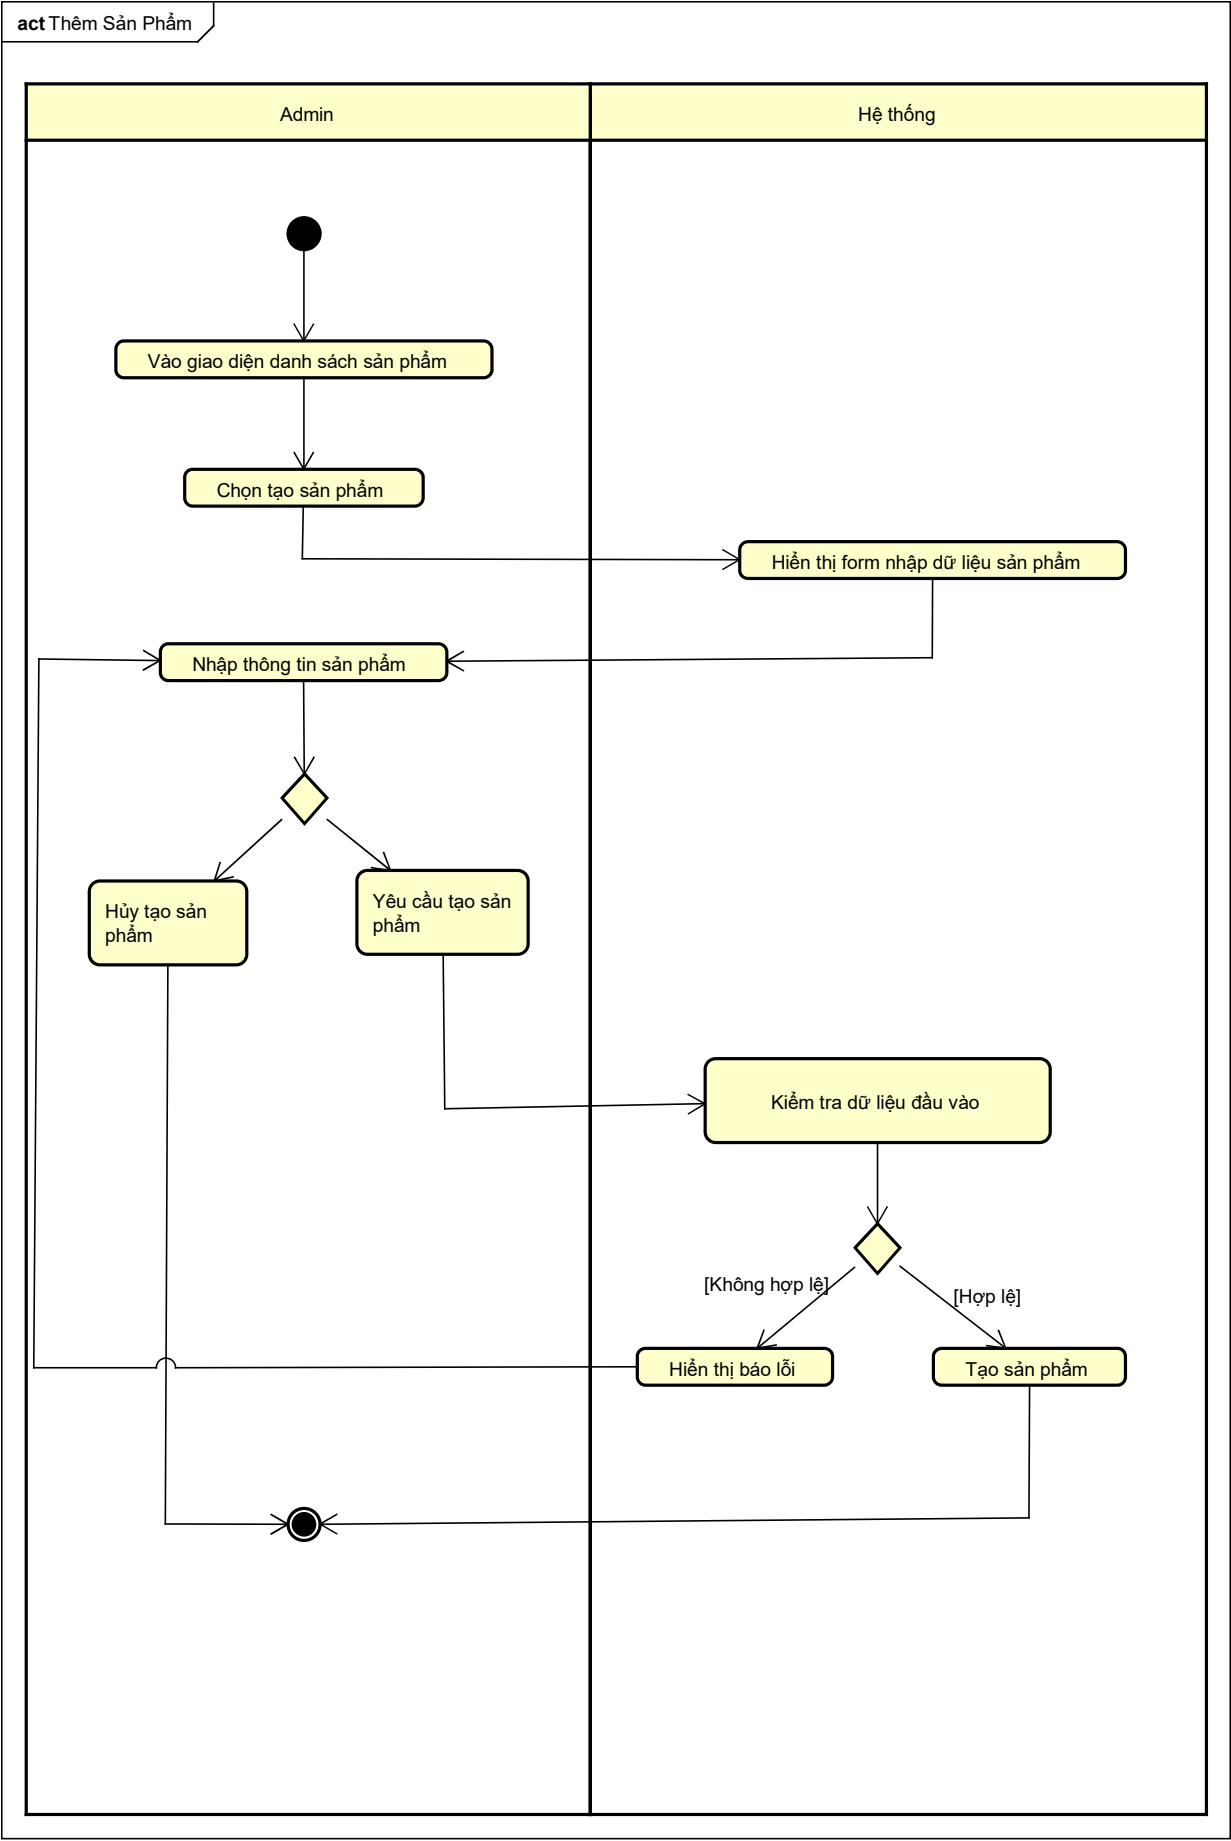 act Thêm Sản Phẩm
Admin
Hệ thống
Vào giao diện danh sách sản phẩm
Chọn tạo sản phẩm
Hiển thị form nhập dữ liệu sản phẩm
Nhập thông tin sản phẩm
Hủy tạo sản
phẩm
Yêu cầu tạo sản
phẩm
Kiểm tra dữ liệu đầu vào
[Không hợp lệ]
[Hợp lệ]
Hiển thị báo lỗi
Tạo sản phẩm